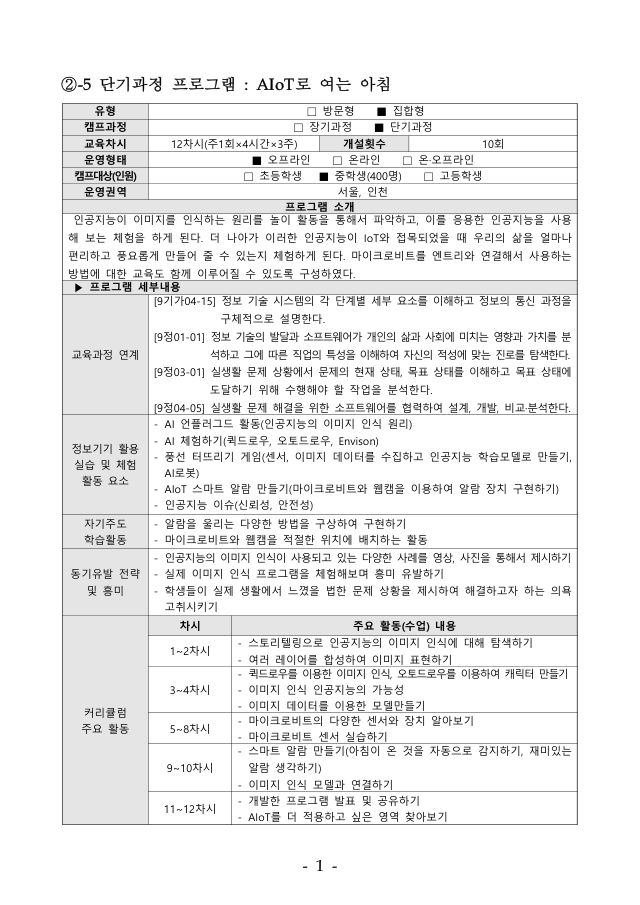 ②-5 단기과정 프로그램 : AIoT로 여는 아침
유형 □ 방문형 ■ 집합형
캠프과정 □ 장기과정 ■ 단기과정
교육차시 12차시(주1회×4시간×3주) 개설횟수 10회
운영형태 ■ 오프라인 □ 온라인 □ 온·오프라인
캠프대상(인원) □ 초등학생 ■ 중학생(400명) □ 고등학생
운영권역 서울, 인천
프로그램 소개
인공지능이 이미지를 인식하는 원리를 놀이 활동을 통해서 파악하고, 이를 응용한 인공지능을 사용
해 보는 체험을 하게 된다. 더 나아가 이러한 인공지능이 IoT와 접목되었을 때 우리의 삶을 얼마나
편리하고 풍요롭게 만들어 줄 수 있는지 체험하게 된다. 마이크로비트를 엔트리와 연결해서 사용하는
방법에 대한 교육도 함께 이루어질 수 있도록 구성하였다.
▶ 프로그램 세부내용
교육과정 연계
[9기가04-15] 정보 기술 시스템의 각 단계별 세부 요소를 이해하고 정보의 통신 과정을
구체적으로 설명한다.
[9정01-01] 정보 기술의 발달과 소프트웨어가 개인의 삶과 사회에 미치는 영향과 가치를 분
석하고 그에 따른 직업의 특성을 이해하여 자신의 적성에 맞는 진로를 탐색한다.
[9정03-01] 실생활 문제 상황에서 문제의 현재 상태, 목표 상태를 이해하고 목표 상태에
도달하기 위해 수행해야 할 작업을 분석한다.
[9정04-05] 실생활 문제 해결을 위한 소프트웨어를 협력하여 설계, 개발, 비교·분석한다.
정보기기 활용
실습 및 체험
활동 요소
- AI 언플러그드 활동(인공지능의 이미지 인식 원리)
- AI 체험하기(퀵드로우, 오토드로우, Envison)
- 풍선 터뜨리기 게임(센서, 이미지 데이터를 수집하고 인공지능 학습모델로 만들기,
AI로봇)
- AIoT 스마트 알람 만들기(마이크로비트와 웹캠을 이용하여 알람 장치 구현하기)
- 인공지능 이슈(신뢰성, 안전성)
자기주도
학습활동
- 알람을 울리는 다양한 방법을 구상하여 구현하기
- 마이크로비트와 웹캠을 적절한 위치에 배치하는 활동
동기유발 전략
및 흥미
- 인공지능의 이미지 인식이 사용되고 있는 다양한 사례를 영상, 사진을 통해서 제시하기
- 실제 이미지 인식 프로그램을 체험해보며 흥미 유발하기
- 학생들이 실제 생활에서 느꼈을 법한 문제 상황을 제시하여 해결하고자 하는 의욕
고취시키기
커리큘럼
주요 활동
차시 주요 활동(수업) 내용
1~2차시
- 스토리텔링으로 인공지능의 이미지 인식에 대해 탐색하기
- 여러 레이어를 합성하여 이미지 표현하기
3~4차시
- 퀵드로우를 이용한 이미지 인식, 오토드로우를 이용하여 캐릭터 만들기
- 이미지 인식 인공지능의 가능성
- 이미지 데이터를 이용한 모델만들기
5~8차시
- 마이크로비트의 다양한 센서와 장치 알아보기
- 마이크로비트 센서 실습하기
9~10차시
- 스마트 알람 만들기(아침이 온 것을 자동으로 감지하기, 재미있는
알람 생각하기)
- 이미지 인식 모델과 연결하기
11~12차시
- 개발한 프로그램 발표 및 공유하기
- AIoT를 더 적용하고 싶은 영역 찾아보기
- 1 -